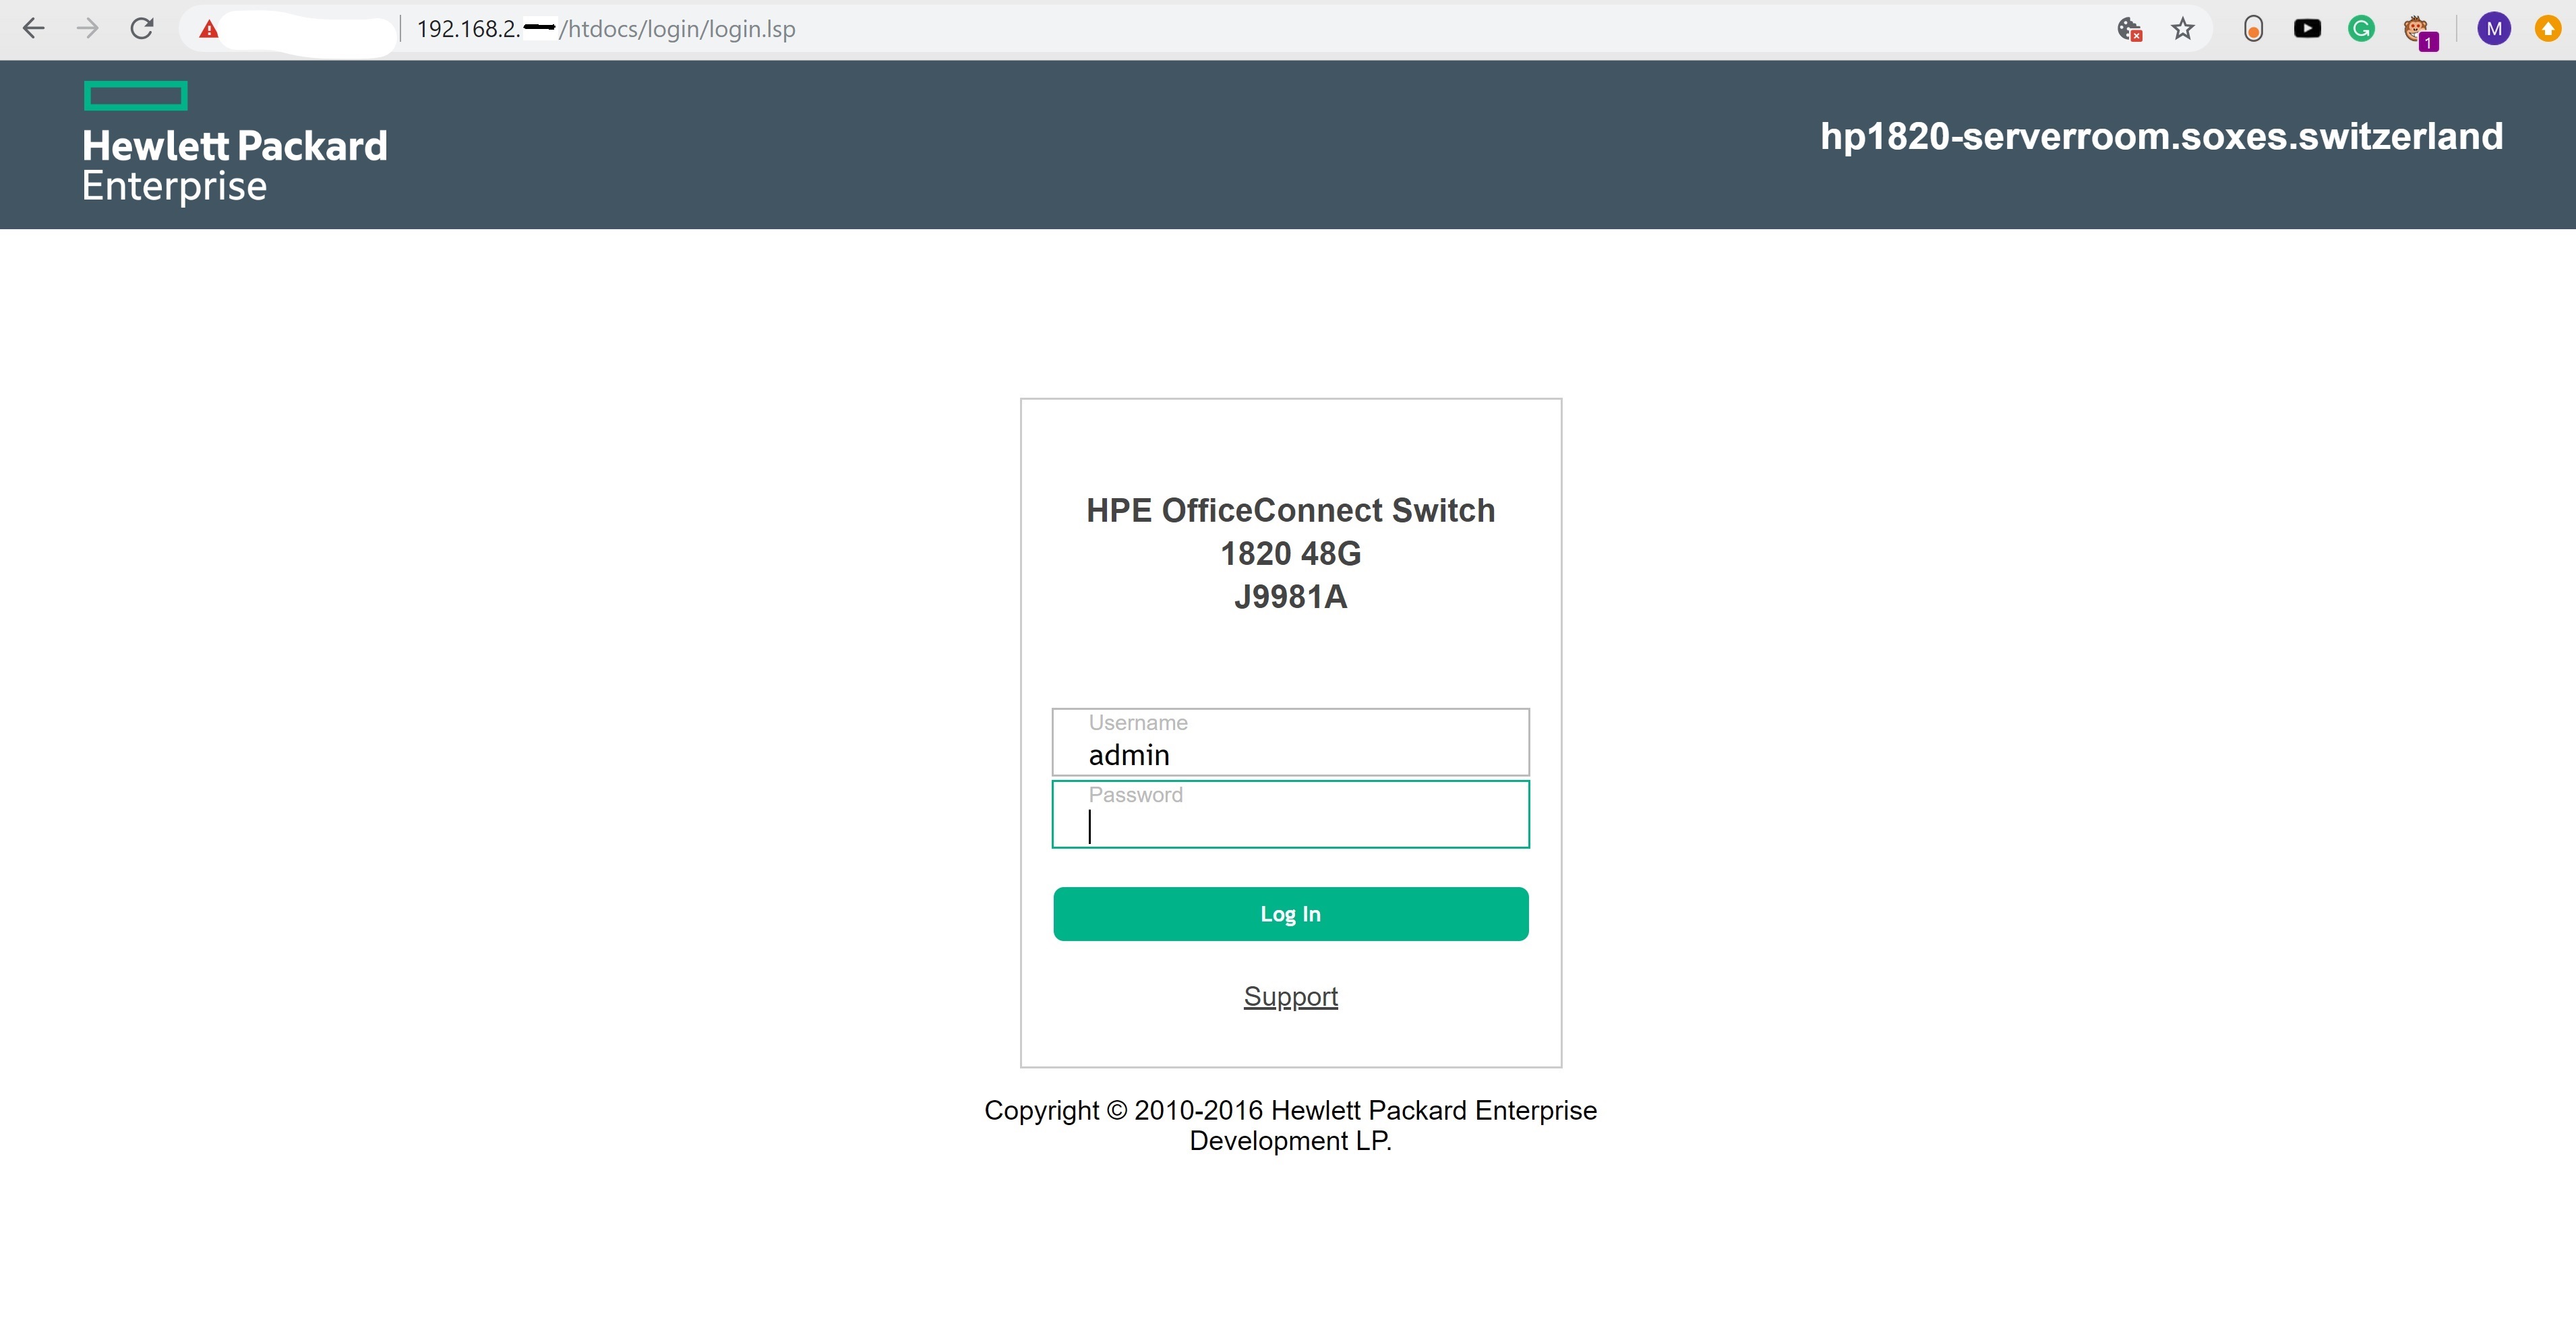 192.168.2. /htdocs/login/login.lsp
1
M
Hewlett Packard
Enterprise
hp1820-serverroom.soxes.switzerland
HPE OfficeConnect Switch
1820 48G
J9981A
Username
admin
Password
Log In
Support
Copyright © 2010-2016 Hewlett Packard Enterprise
Development LP.